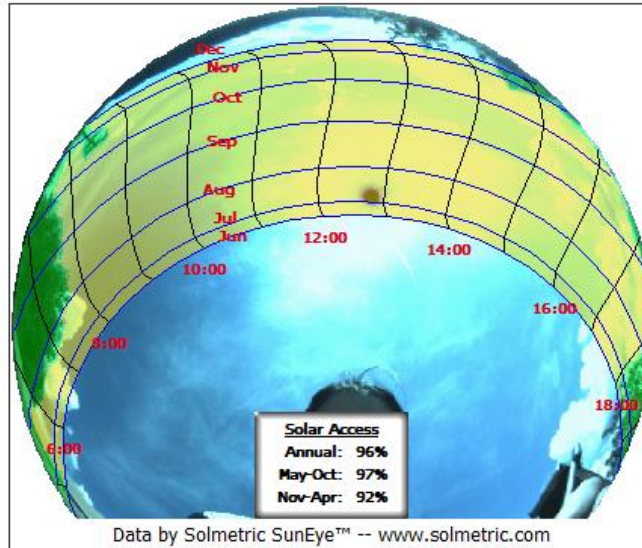 Dec
Nov
Oct
Sep
Aug
Jul
Jun
12:00
10:00
14:00
8:00
16:00
6:00
18:00
Solar Access
Annual: 96%
May-Oct: 97%
Nov-Apr: 92%
Data by Solmetric SunEye™ -- www.solmetric.com